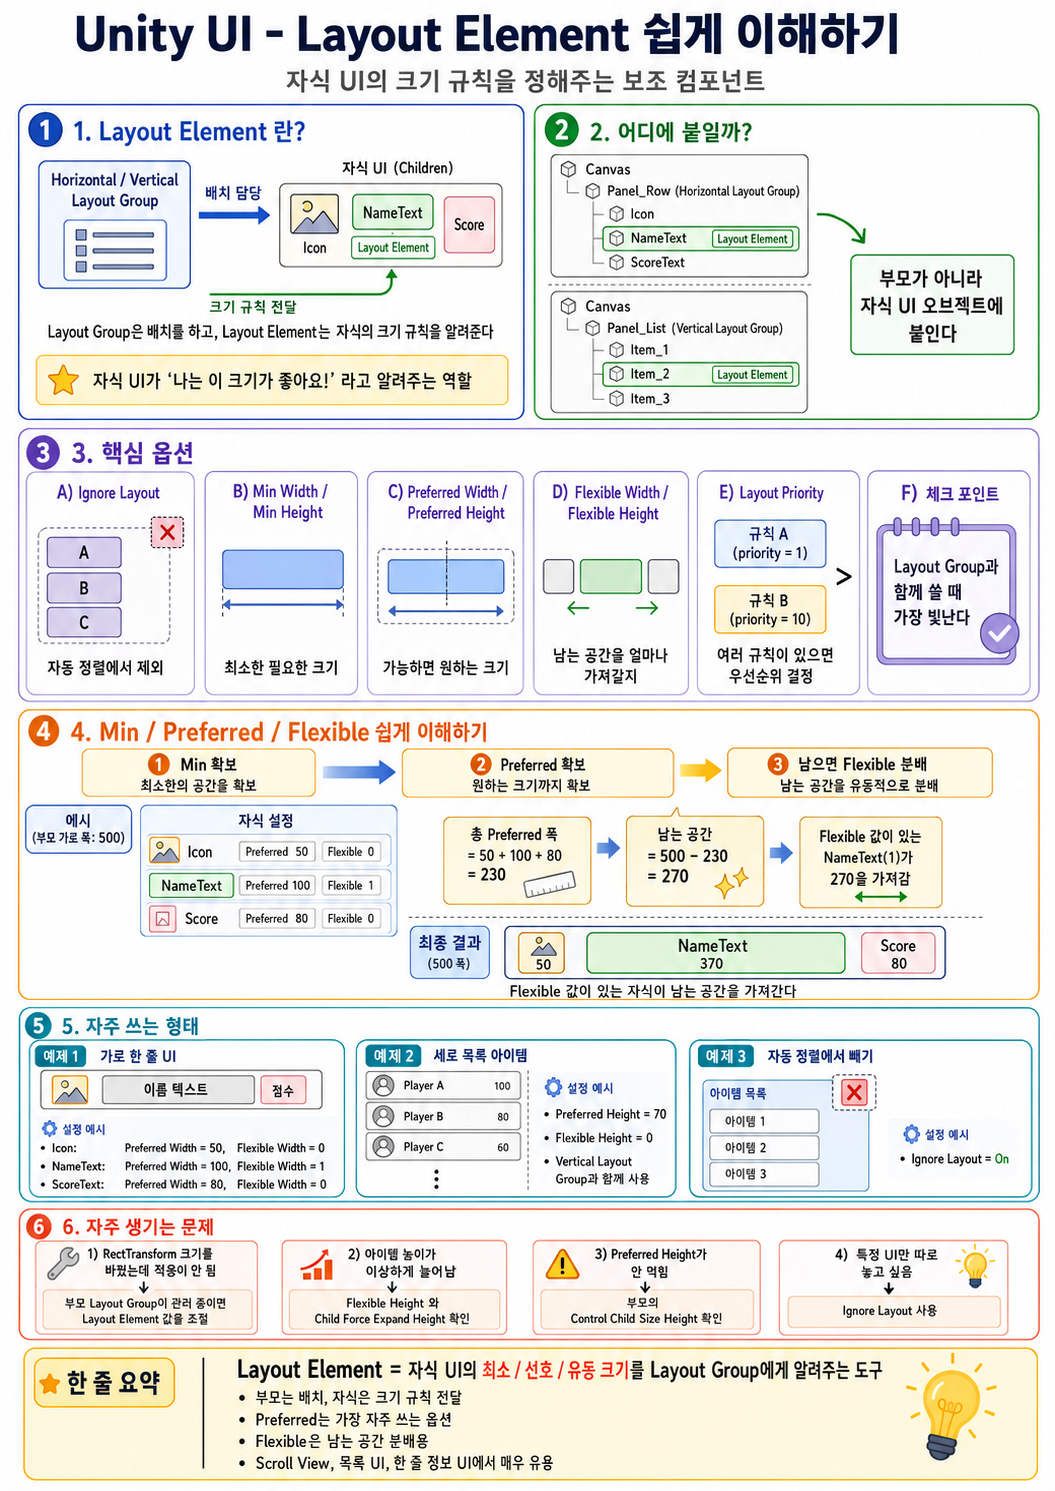 Unity UI - Layout Element 쉽게 이해하기
자식 UI의 크기 규칙을 정해주는 보조 컴포넌트
1 1. Layout Element 란?
Horizontal / Vertical
Layout Group
배치 담당
자식 UI (Children)
Icon
NameText
Layout Element
Score
크기 규칙 전달
Layout Group은 배치를 하고, Layout Element는 자식의 크기 규칙을 알려준다
자식 UI가 '나는 이 크기가 좋아요!' 라고 알려주는 역할
2 2. 어디에 붙일까?
Canvas
Panel_Row (Horizontal Layout Group)
Icon
NameText Layout Element
ScoreText
Canvas
Panel_List (Vertical Layout Group)
Item_1
Item_2 Layout Element
Item_3
부모가 아니라
자식 UI 오브젝트에
붙인다
3 3. 핵심 옵션
A) Ignore Layout
A
B
C
자동 정렬에서 제외
B) Min Width /
Min Height
최소한 필요한 크기
C) Preferred Width /
Preferred Height
가능하면 원하는 크기
D) Flexible Width /
Flexible Height
남는 공간을 얼마나
가져갈지
E) Layout Priority
규칙 A
(priority = 1)
>
규칙 B
(priority = 10)
여러 규칙이 있으면
우선순위 결정
F) 체크 포인트
Layout Group과
함께 쓸 때
가장 빛난다
4 4. Min / Preferred / Flexible 쉽게 이해하기
1 Min 확보
최소한의 공간을 확보
2 Preferred 확보
원하는 크기까지 확보
3 남으면 Flexible 분배
남는 공간을 유동적으로 분배
에시
(부모 가로 폭: 500)
자식 설정
Icon Preferred 50 Flexible 0
NameText Preferred 100 Flexible 1
Score Preferred 80 Flexible 0
총 Preferred 폭
= 50 + 100 + 80
= 230
남는 공간
= 500 − 230
= 270
Flexible 값이 있는
NameText(1)가
270을 가져감
최종 결과
(500 폭)
50
NameText
370
Score
80
Flexible 값이 있는 자식이 남는 공간을 가져간다
5 5. 자주 쓰는 형태
예제 1 가로 한 줄 UI
이름 텍스트
점수
설정 예시
• Icon: Preferred Width = 50, Flexible Width = 0
• NameText: Preferred Width = 100, Flexible Width = 1
• ScoreText: Preferred Width = 80, Flexible Width = 0
예제 2 세로 목록 아이템
Player A 100
Player B 80
Player C 60
설정 예시
• Preferred Height = 70
• Flexible Height = 0
• Vertical Layout
Group과 함께 사용
예제 3 자동 정렬에서 빼기
아이템 목록
아이템 1
아이템 2
아이템 3
설정 예시
• Ignore Layout = On
6 6. 자주 생기는 문제
1) RectTransform 크기를
바꿨는데 적용이 안 됨
부모 Layout Group이 관러 중이면
Layout Element 값을 조절
2) 아이템 높이가
이상하게 늘어남
Flexible Height 와
Child Force Expand Height 확인
3) Preferred Height가
안 먹힘
부모의
Control Child Size Height 확인
4) 특정 UI만 따로
놓고 싶음
Ignore Layout 사용
한 줄 요약
Layout Element = 자식 UI의 최소 / 선호 / 유동 크기를 Layout Group에게 알려주는 도구
• 부모는 배치, 자식은 크기 규칙 전달
• Preferred는 가장 자주 쓰는 옵션
• Flexible은 남는 공간 분배용
• Scroll View, 목록 UI, 한 줄 정보 UI에서 매우 유용